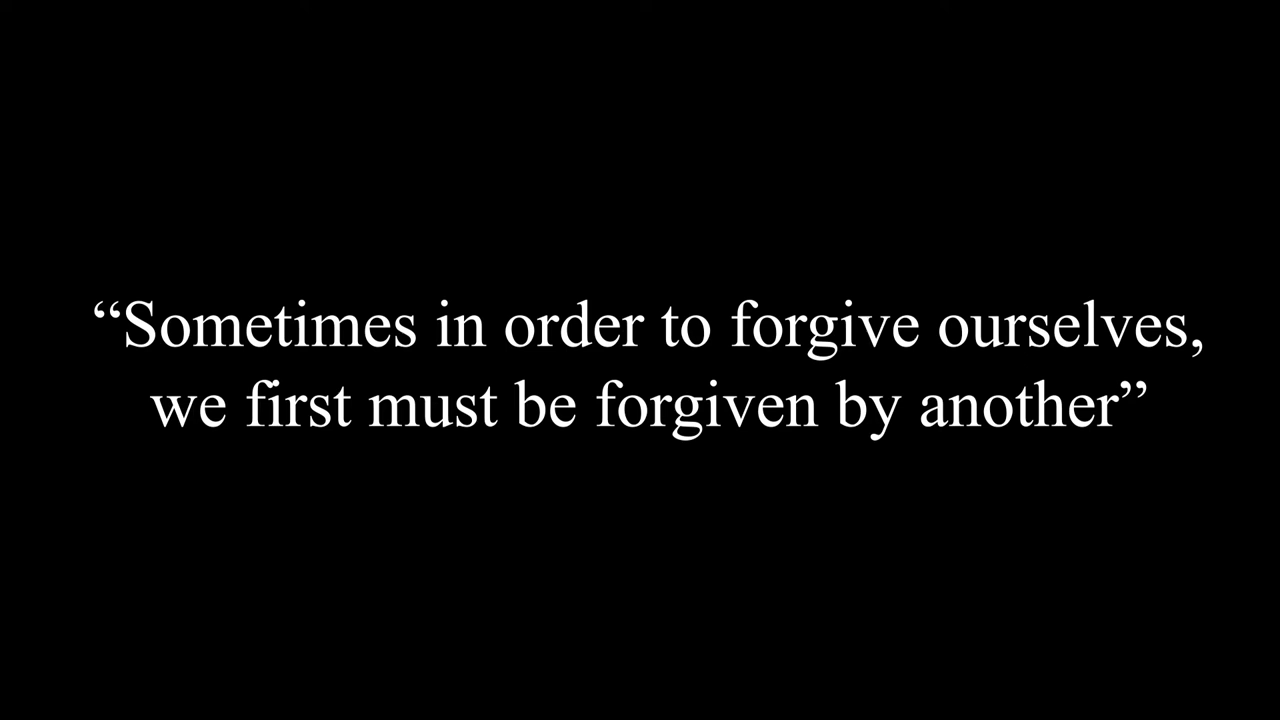 “Sometimes in order to forgive ourselves,
we first must be forgiven by another”